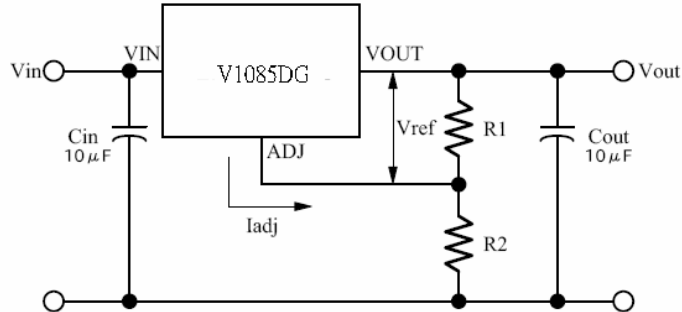 VIN
V1085DG
VOUT
Vin
Vout
Cin
10μF
ADJ
Vref
R1
Cout
10μF
Iadj
R2